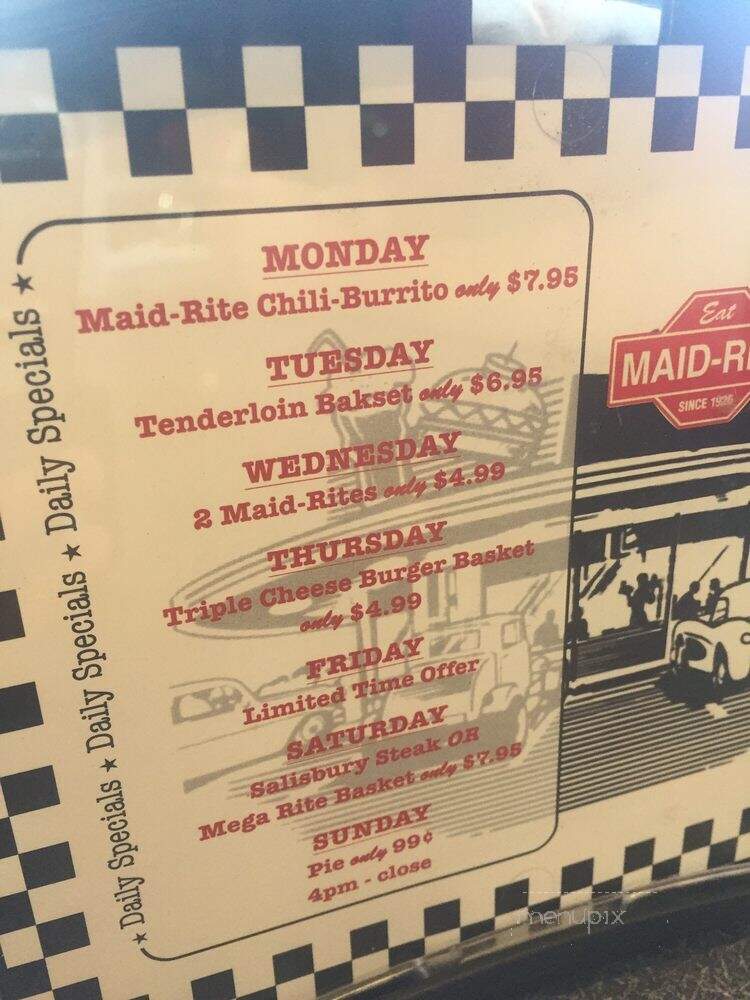 MONDAY
Maid-Rite Chili-Burrito only $7.95
TUESDAY
Tenderloin Bakset only $6.95
WEDNESDAY
2 Maid-Rites only $4.99
THURSDAY
Triple Cheese Burger Basket
only $4.99
FRIDAY
Limited Time Offer
SATURDAY
Salisbury Steak OR
Mega Rite Basket only $7.95
SUNDAY
Pie only 99¢
4pm - close
★ Daily Specials ★ Daily Specials ★ Daily Specials ★
Eat
MAID-RI
SINCE 1926
menupix